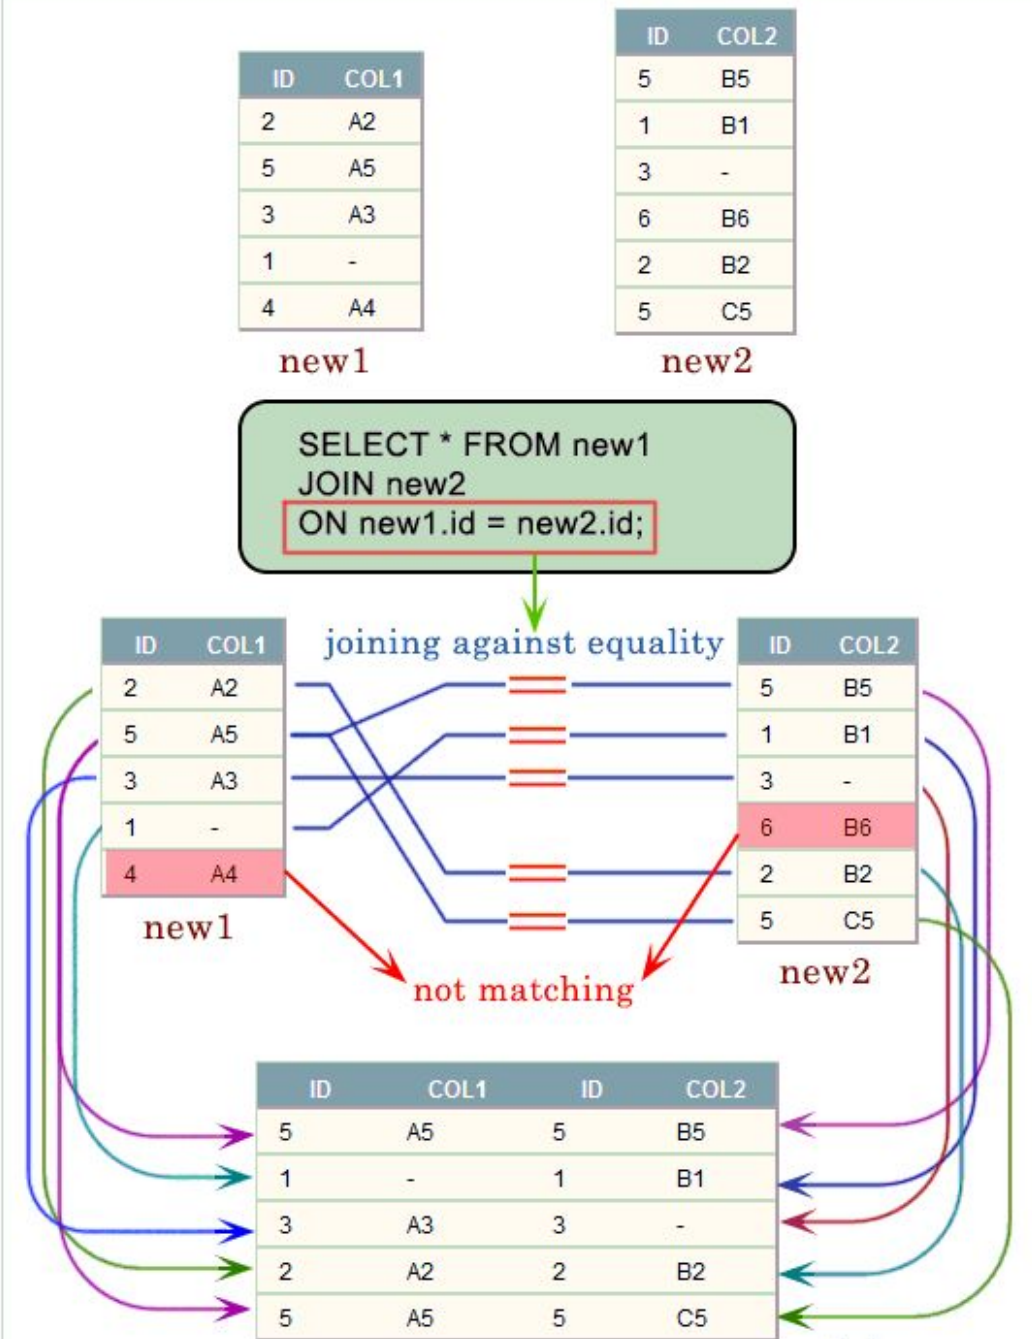 ID COL1
2 A2
5 A5
3 A3
1 -
4 A4
new1
ID COL2
5 B5
1 B1
3 -
6 B6
2 B2
5 C5
new2
SELECT * FROM new1
JOIN new2
ON new1.id = new2.id;
joining against equality
ID COL1
2 A2
5 A5
3 A3
1 -
4 A4
new1
ID COL2
5 B5
1 B1
3 -
6 B6
2 B2
5 C5
new2
not matching
ID COL1 ID COL2
5 A5 5 B5
1 - 1 B1
3 A3 3 -
2 A2 2 B2
5 A5 5 C5